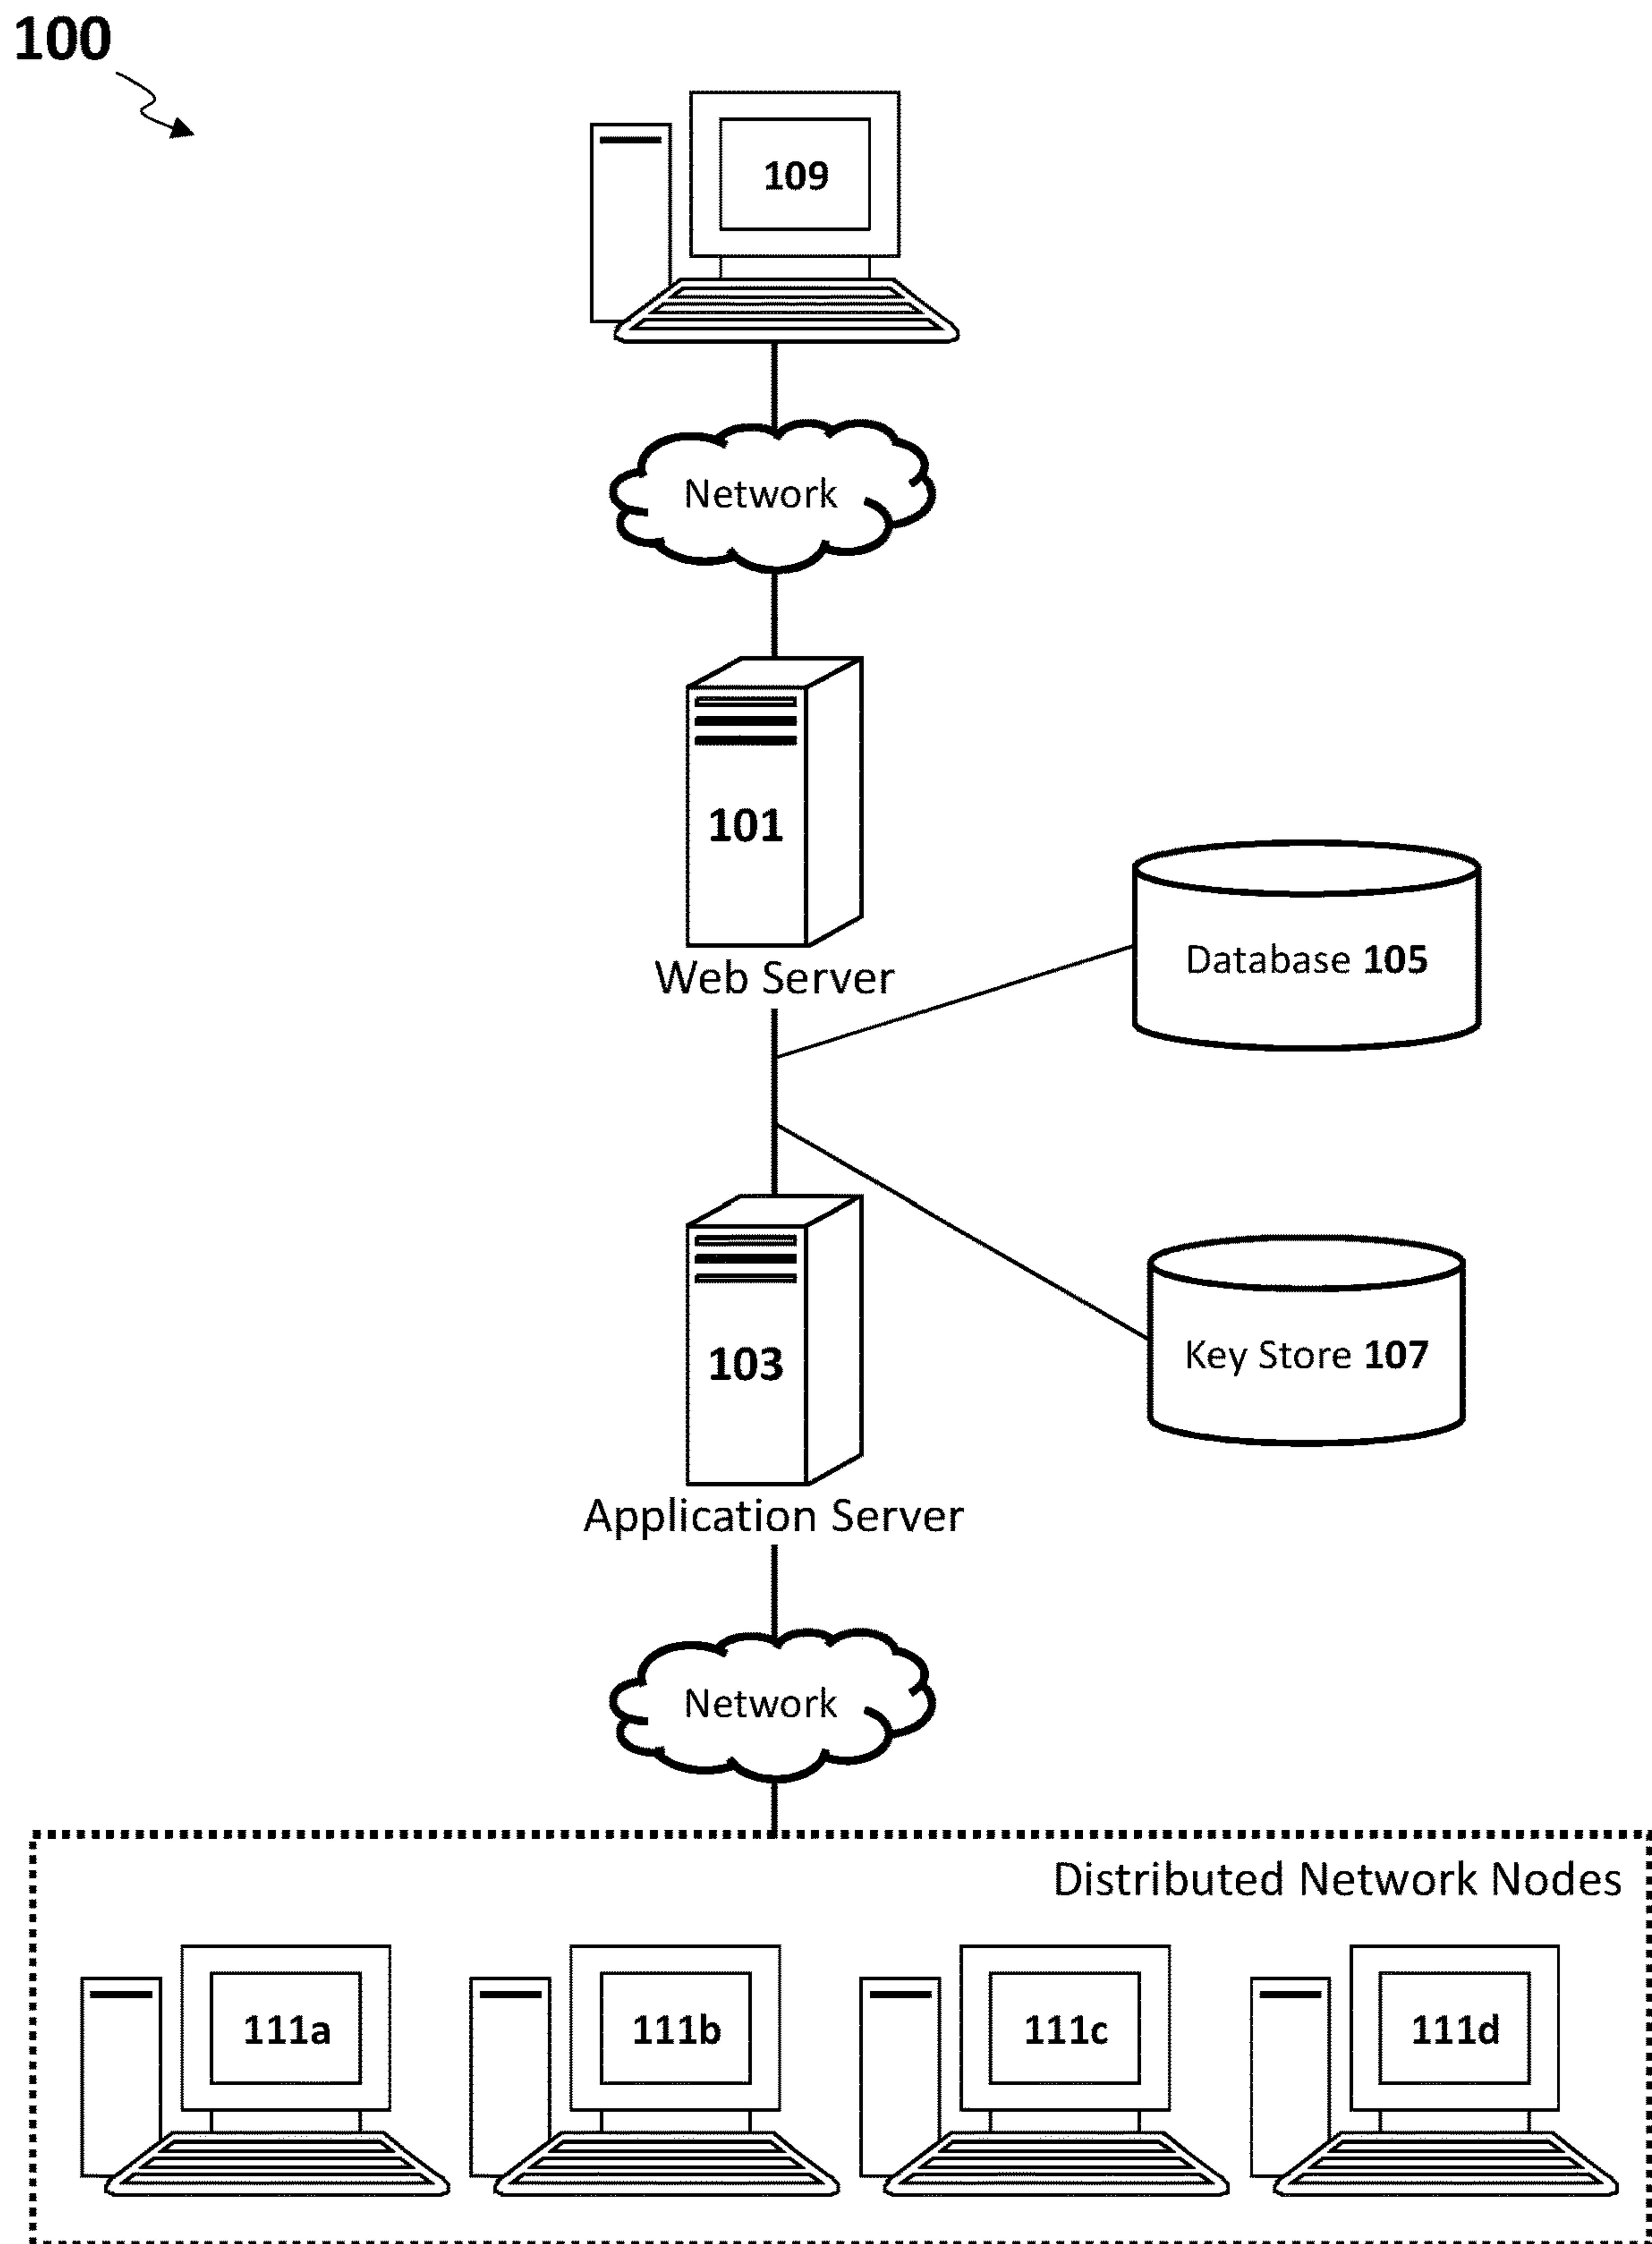 100
109
Network
101
Web Server
Database 105
103
Key Store 107
Application Server
Network
Distributed Network Nodes
111a
111b
111c
111d